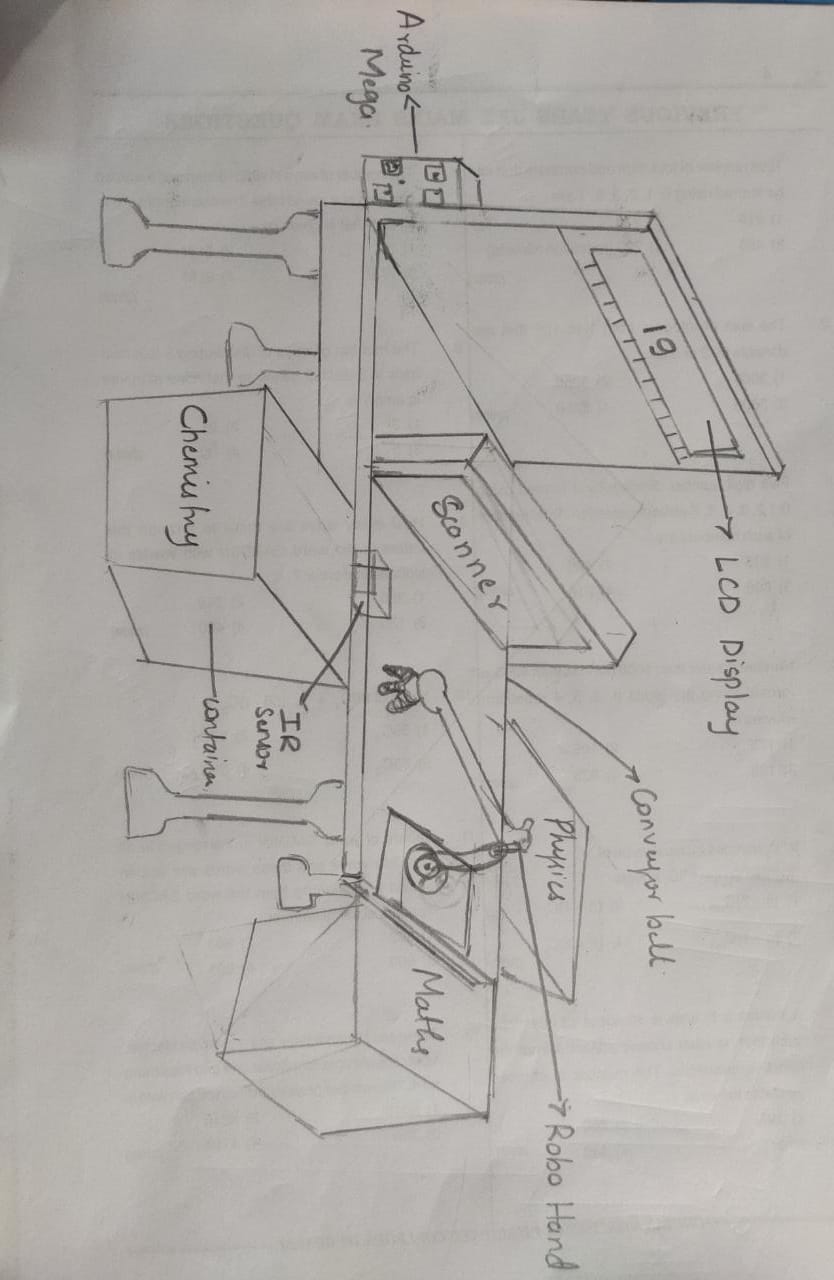 LCD Display
19
Conveyor belt
Physics
Robo Hand
Scanner
Maths
Arduino
Mega.
IR
Sensor
container
Chemistry